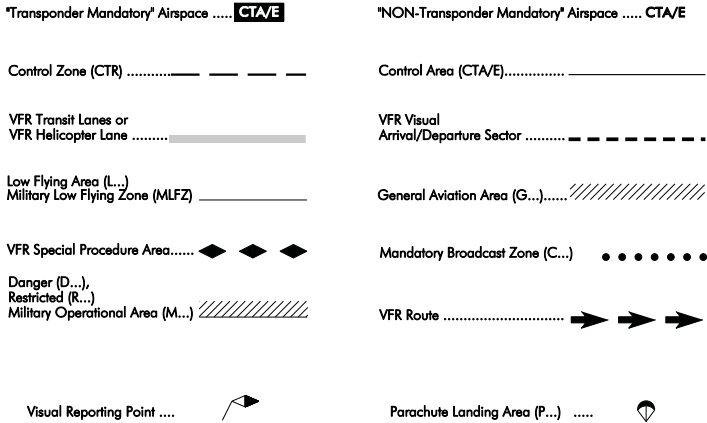 "Transponder Mandatory" Airspace ..... CTA/E
"NON-Transponder Mandatory" Airspace ..... CTA/E
Control Zone (CTR) ...........
Control Area (CTA/E)...............
VFR Transit Lanes or
VFR Helicopter Lane .........
VFR Visual
Arrival/Departure Sector ..........
Low Flying Area (L...)
Military Low Flying Zone (MLFZ)
General Aviation Area (G...)......
VFR Special Procedure Area......
Mandatory Broadcast Zone (C...)
Danger (D...),
Restricted (R...)
Military Operational Area (M...)
VFR Route ..............................
Visual Reporting Point ....
Parachute Landing Area (P...) .....